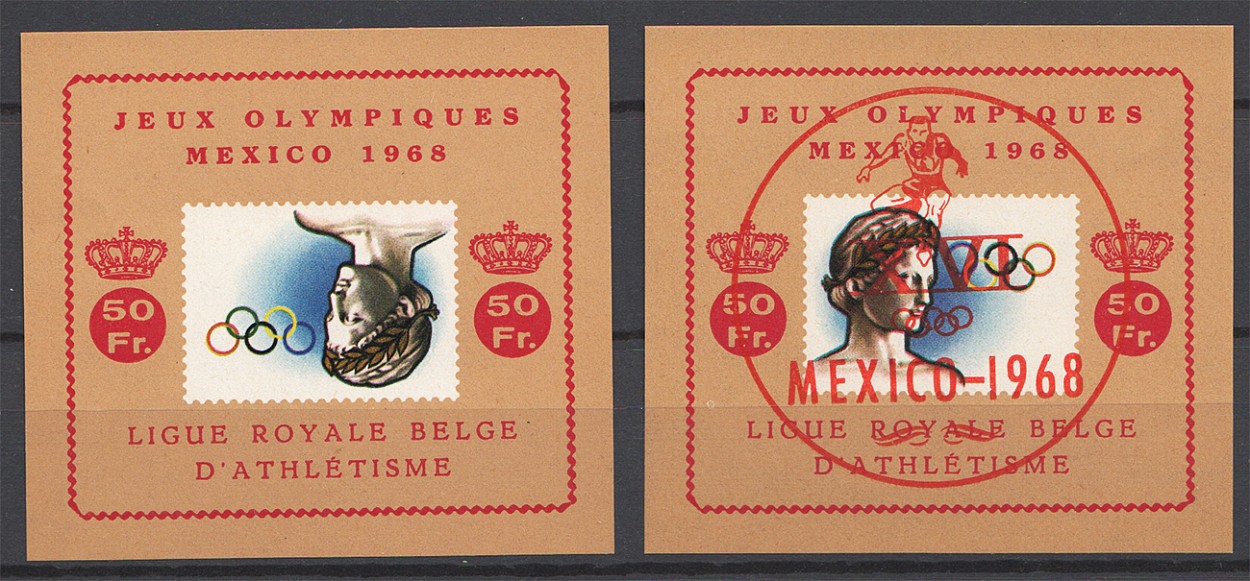 JEUX OLYMPIQUES
MEXICO 1968
50
Fr.
50
Fr.
LIGUE ROYALE BELGE
D'ATHLÉTISME
JEUX OLYMPIQUES
MEXICO 1968
XVI
50
Fr.
50
Fr.
MEXICO–1968
LIGUE ROYALE BELGE
D'ATHLÉTISME